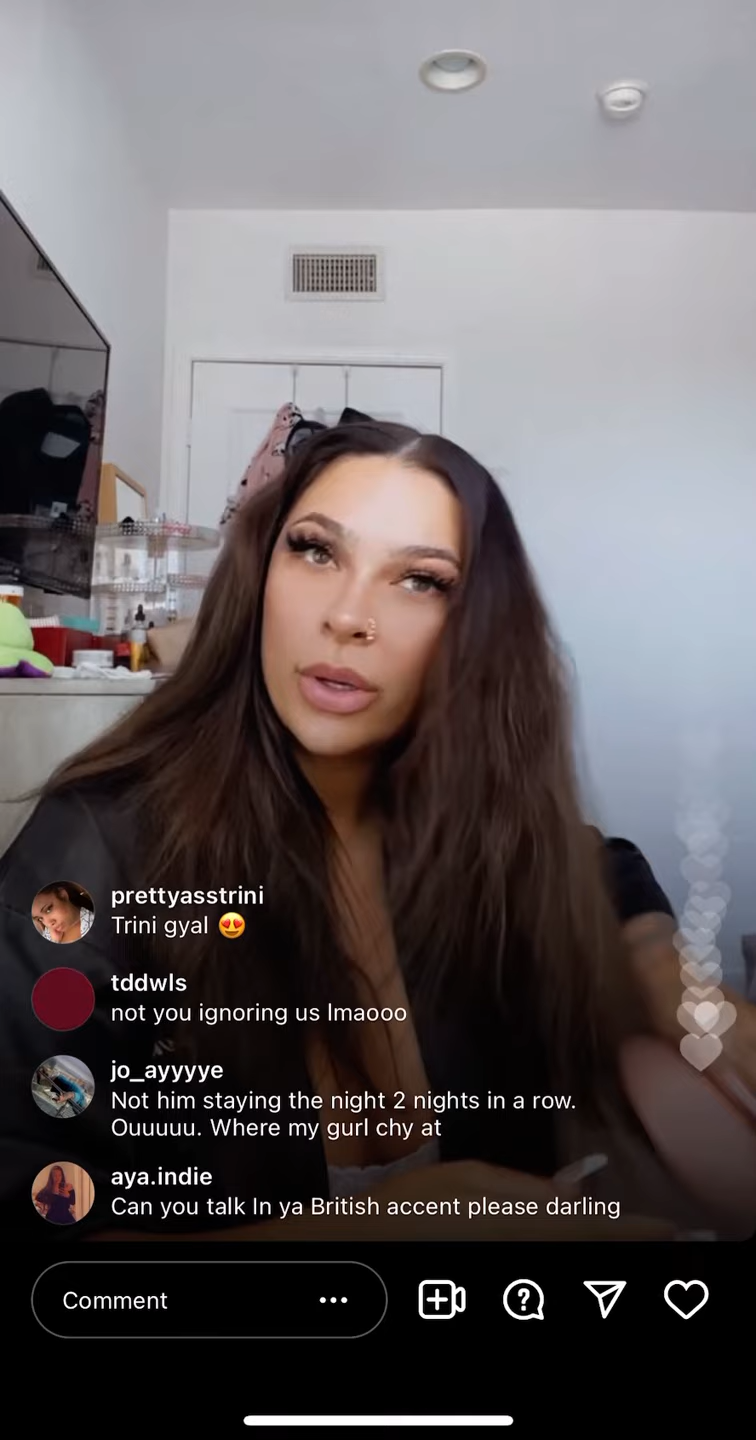 prettyasstrini
Trini gyal 😍
tddwls
not you ignoring us lmaooo
jo_ayyyye
Not him staying the night 2 nights in a row.
Ouuuuu. Where my gurl chy at
aya.indie
Can you talk In ya British accent please darling
Comment